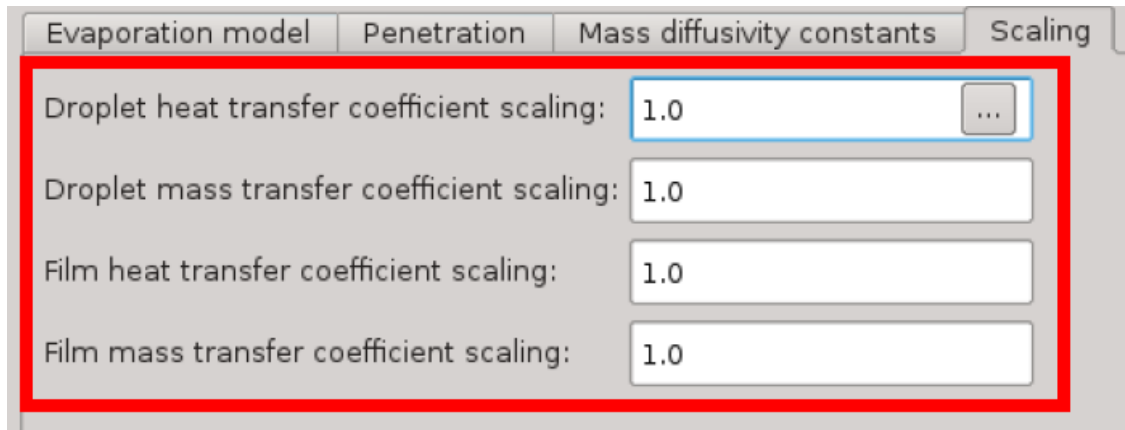 Evaporation model Penetration Mass diffusivity constants Scaling
Droplet heat transfer coefficient scaling: 1.0 ...
Droplet mass transfer coefficient scaling: 1.0
Film heat transfer coefficient scaling: 1.0
Film mass transfer coefficient scaling: 1.0